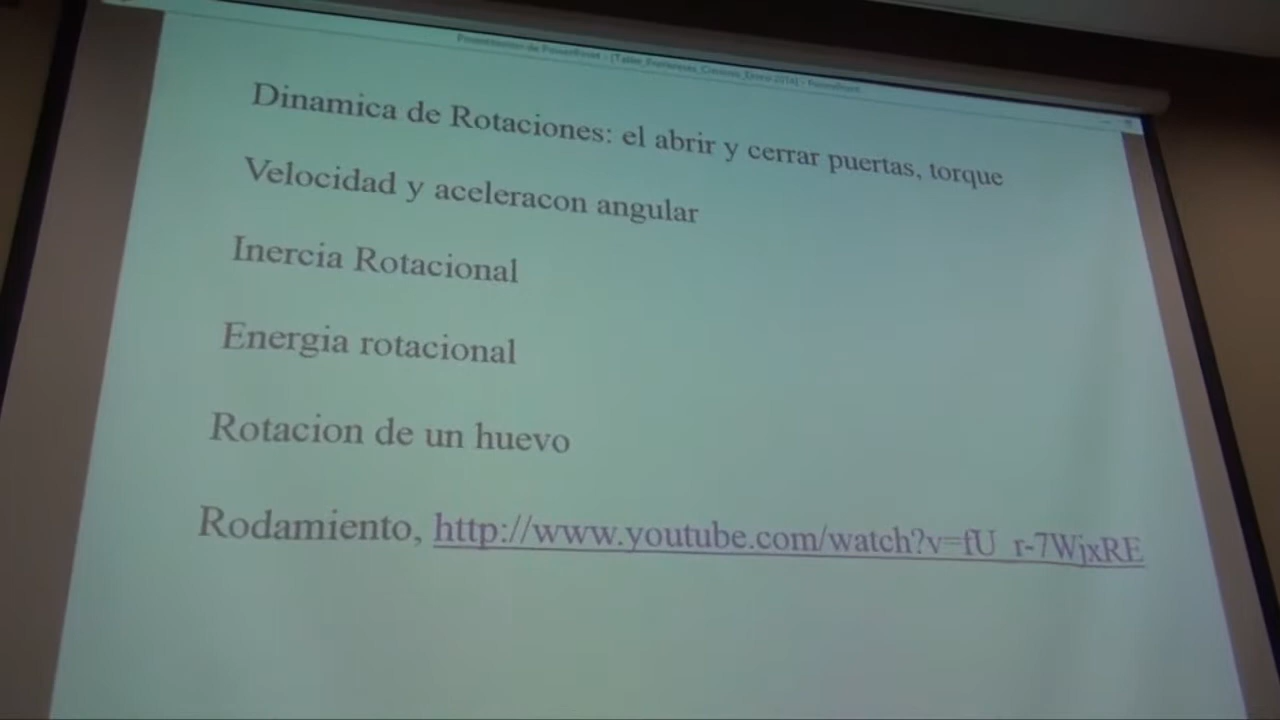 Dinamica de Rotaciones: el abrir y cerrar puertas, torque
Velocidad y aceleracon angular
Inercia Rotacional
Energia rotacional
Rotacion de un huevo
Rodamiento, http://www.youtube.com/watch?v=fU_r-7WjxRE